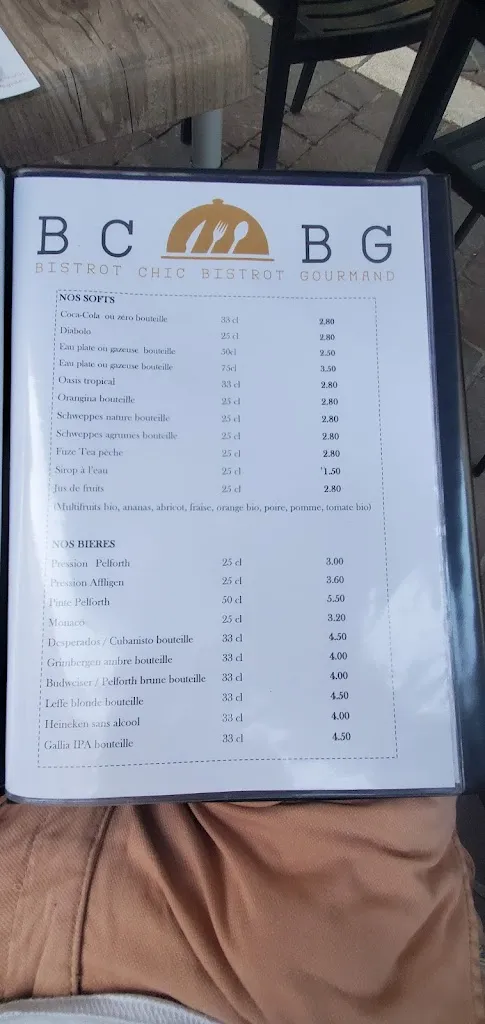 B C B G
BISTROT CHIC BISTROT GOURMAND
NOS SOFTS
Coca-Cola ou zéro bouteille 33 cl 2.80
Diabolo 25 cl 2.80
Eau plate ou gazeuse bouteille 50cl 2.50
Eau plate ou gazeuse bouteille 75cl 3.50
Oasis tropical 33 cl 2.80
Orangina bouteille 25 cl 2.80
Schweppes nature bouteille 25 cl 2.80
Schweppes agrumes bouteille 25 cl 2.80
Fuze Tea pêche 25 cl 2.80
Sirop à l'eau 25 cl '1.50
Jus de fruits 25 cl 2.80
(Multifruits bio, ananas, abricot, fraise, orange bio, poire, pomme, tomate bio)
NOS BIERES
Pression Pelforth 25 cl 3.00
Pression Affligen 25 cl 3.60
Pinte Pelforth 50 cl 5.50
Monaco 25 cl 3.20
Desperados / Cubanisto bouteille 33 cl 4.50
Grimbergen ambre bouteille 33 cl 4.00
Budweiser / Pelforth brune bouteille 33 cl 4.00
Leffe blonde bouteille 33 cl 4.50
Heineken sans alcool 33 cl 4.00
Gallia IPA bouteille 33 cl 4.50